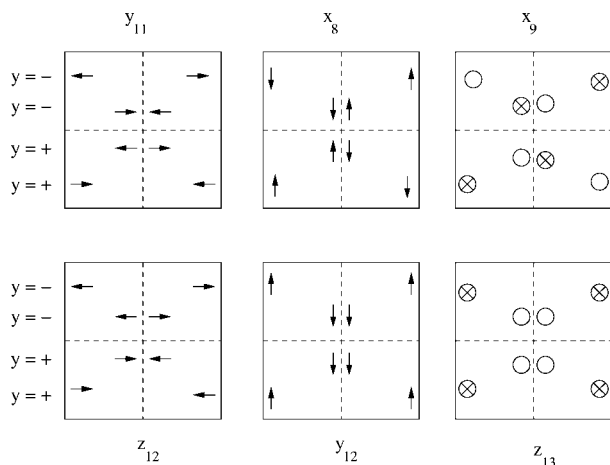 y₁₁ x₈ x₉
y = −
y = −
y = +
y = +
y = −
y = −
y = +
y = +
z₁₂ y₁₂ z₁₃